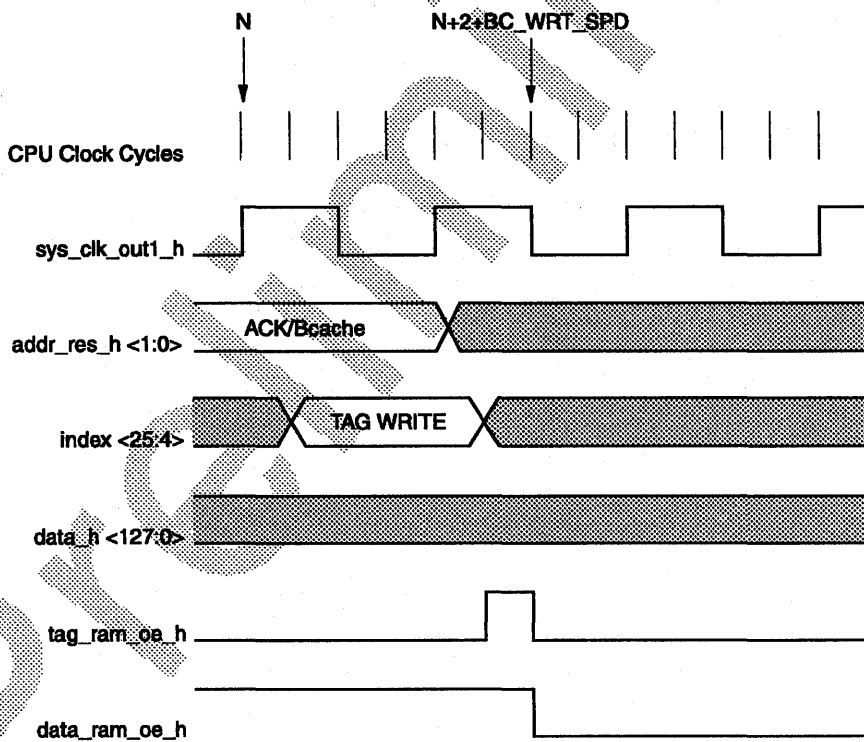 N N+2+BC_WRT_SPD
CPU Clock Cycles
sys_clk_out1_h
addr_res_h <1:0> ACK/Bcache
index <25:4> TAG WRITE
data_h <127:0>
tag_ram_oe_h
data_ram_oe_h